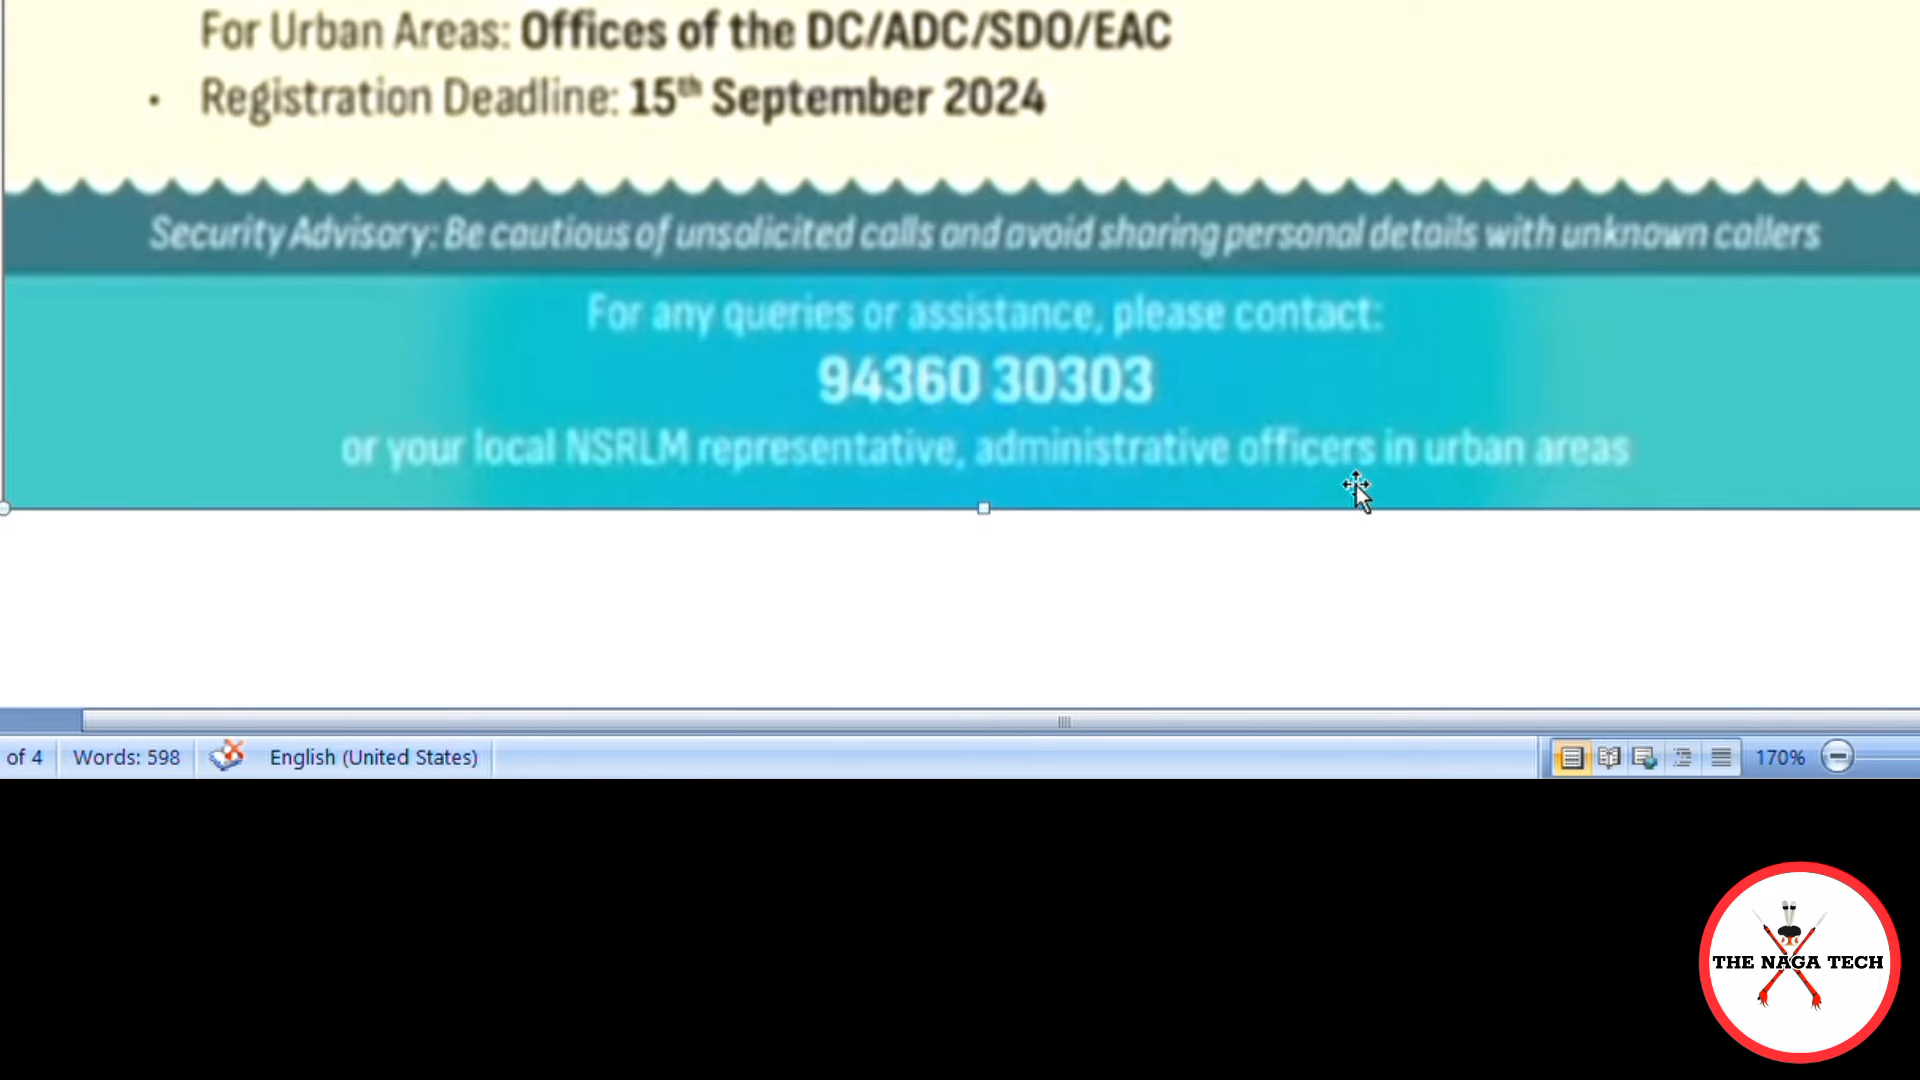 For Urban Areas: Offices of the DC/ADC/SDO/EAC
• Registration Deadline: 15th September 2024
Security Advisory: Be cautious of unsolicited calls and avoid sharing personal details with unknown callers
For any queries or assistance, please contact:
94360 30303
or your local NSRLM representative, administrative officers in urban areas
of 4 Words: 598 English (United States) 170%
THE NAGA TECH